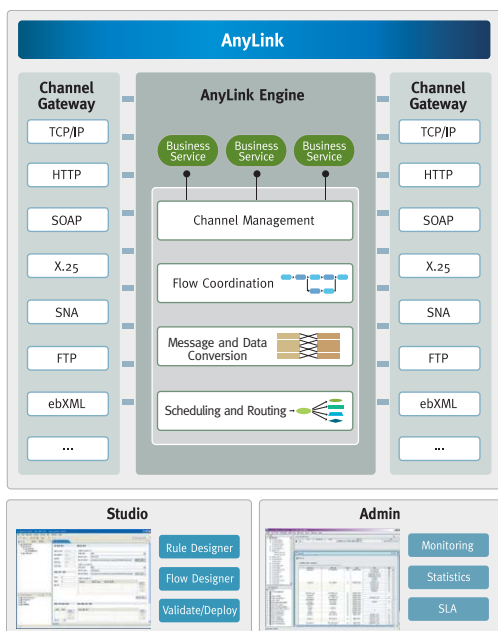 AnyLink
Channel
Gateway
TCP/IP
HTTP
SOAP
X.25
SNA
FTP
ebXML
...
AnyLink Engine
Business
Service
Business
Service
Business
Service
Channel Management
Flow Coordination
Message and Data
Conversion
Scheduling and Routing
Channel
Gateway
TCP/IP
HTTP
SOAP
X.25
SNA
FTP
ebXML
...
Studio
Rule Designer
Flow Designer
Validate/Deploy
Admin
Monitoring
Statistics
SLA